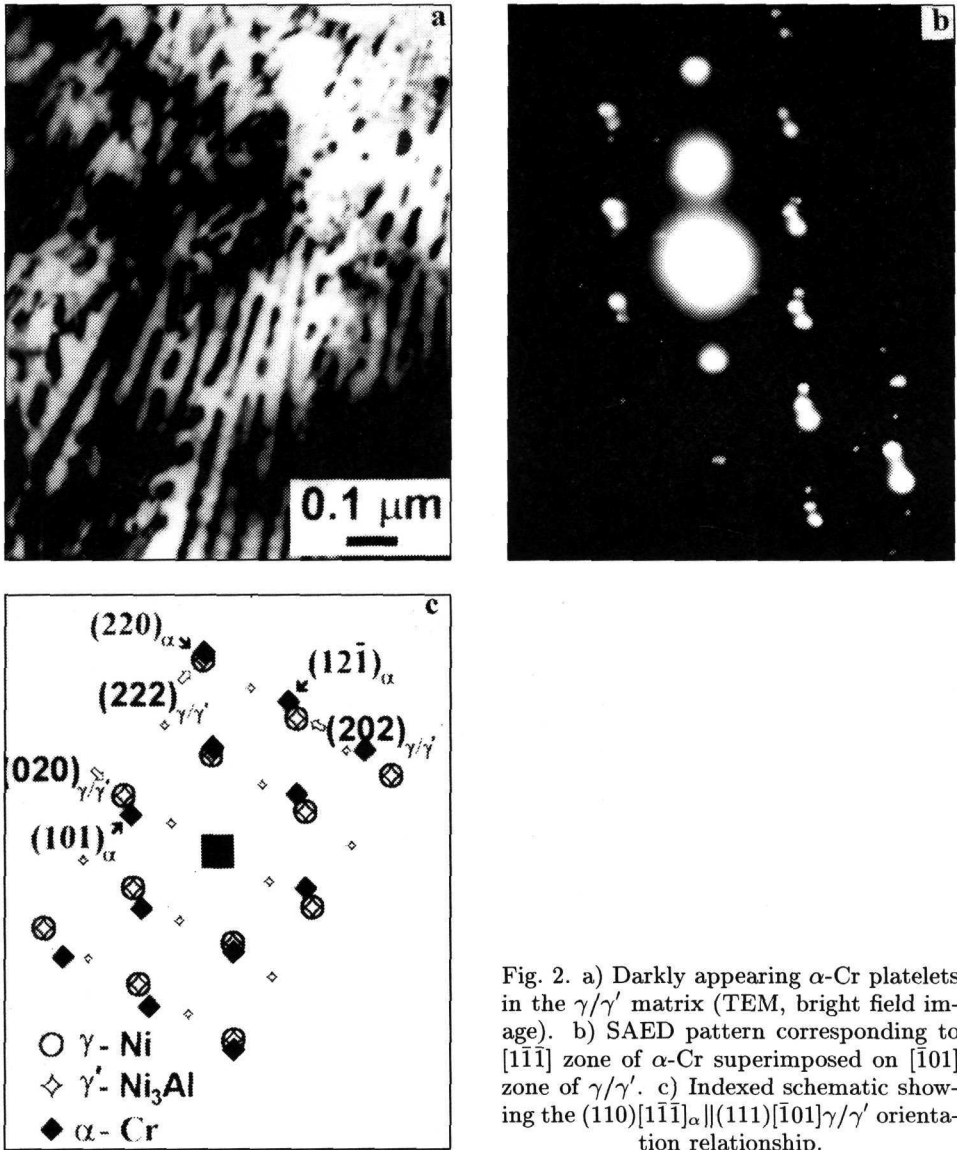 a
b
0.1 μm
c
(220)α
(12̄1)α
(222)γ/γ'
(202)γ/γ'
(020)γ/γ'
(101)α
γ - Ni
γ' - Ni₃Al
α - Cr
Fig. 2. a) Darkly appearing α-Cr platelets
in the γ/γ' matrix (TEM, bright field im-
age). b) SAED pattern corresponding to
[11̄1̄] zone of α-Cr superimposed on [1̄01]
zone of γ/γ'. c) Indexed schematic show-
ing the (110)[11̄1̄]α||(111)[1̄01]γ/γ' orienta-
tion relationship.